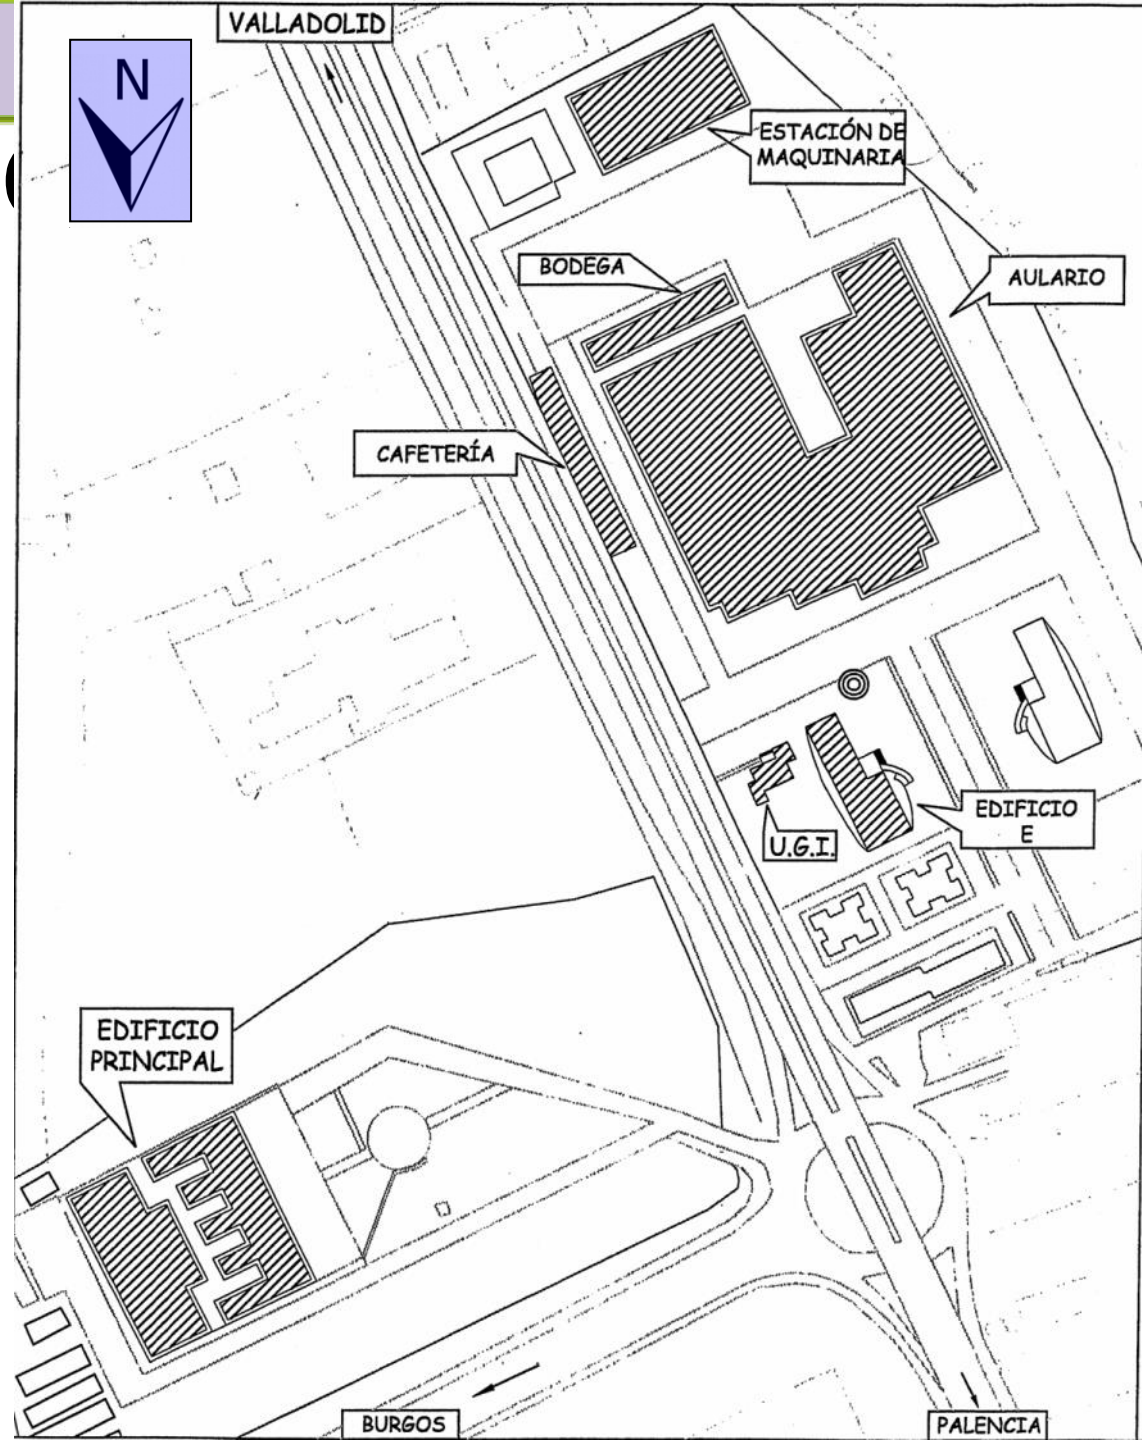 VALLADOLID
N
ESTACIÓN DE
MAQUINARIA
BODEGA
AULARIO
CAFETERÍA
EDIFICIO
E
U.G.I.
EDIFICIO
PRINCIPAL
BURGOS
PALENCIA